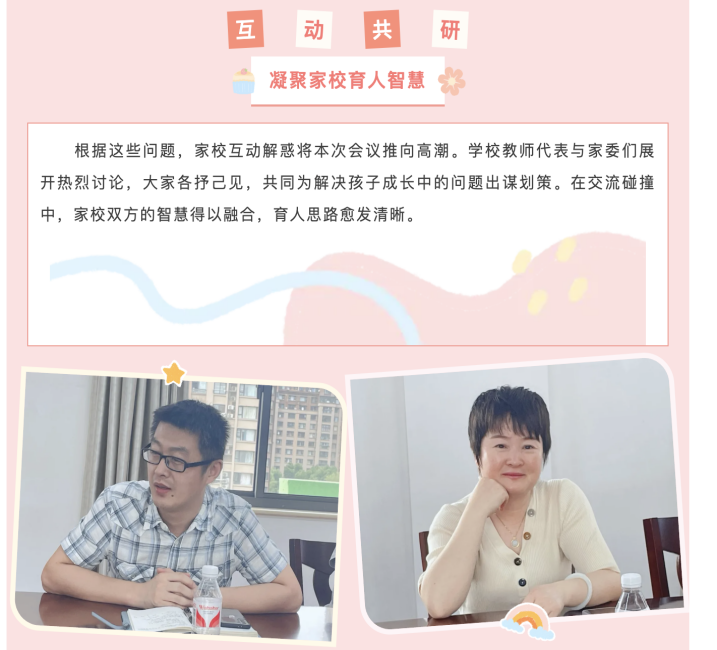 互动共研
凝聚家校育人智慧
根据这些问题，家校互动解惑将本次会议推向高潮。学校教师代表与家委们展
开热烈讨论，大家各抒己见，共同为解决孩子成长中的问题出谋划策。在交流碰撞
中，家校双方的智慧得以融合，育人思路愈发清晰。